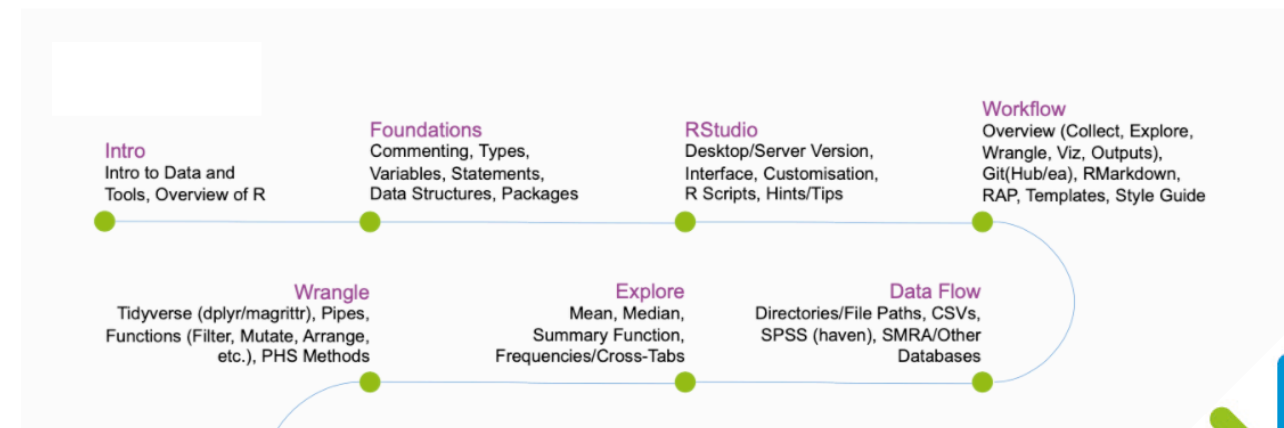 Intro
Intro to Data and
Tools, Overview of R
Foundations
Commenting, Types,
Variables, Statements,
Data Structures, Packages
RStudio
Desktop/Server Version,
Interface, Customisation,
R Scripts, Hints/Tips
Workflow
Overview (Collect, Explore,
Wrangle, Viz, Outputs),
Git(Hub/ea), RMarkdown,
RAP, Templates, Style Guide
Data Flow
Directories/File Paths, CSVs,
SPSS (haven), SMRA/Other
Databases
Explore
Mean, Median,
Summary Function,
Frequencies/Cross-Tabs
Wrangle
Tidyverse (dplyr/magrittr), Pipes,
Functions (Filter, Mutate, Arrange,
etc.), PHS Methods